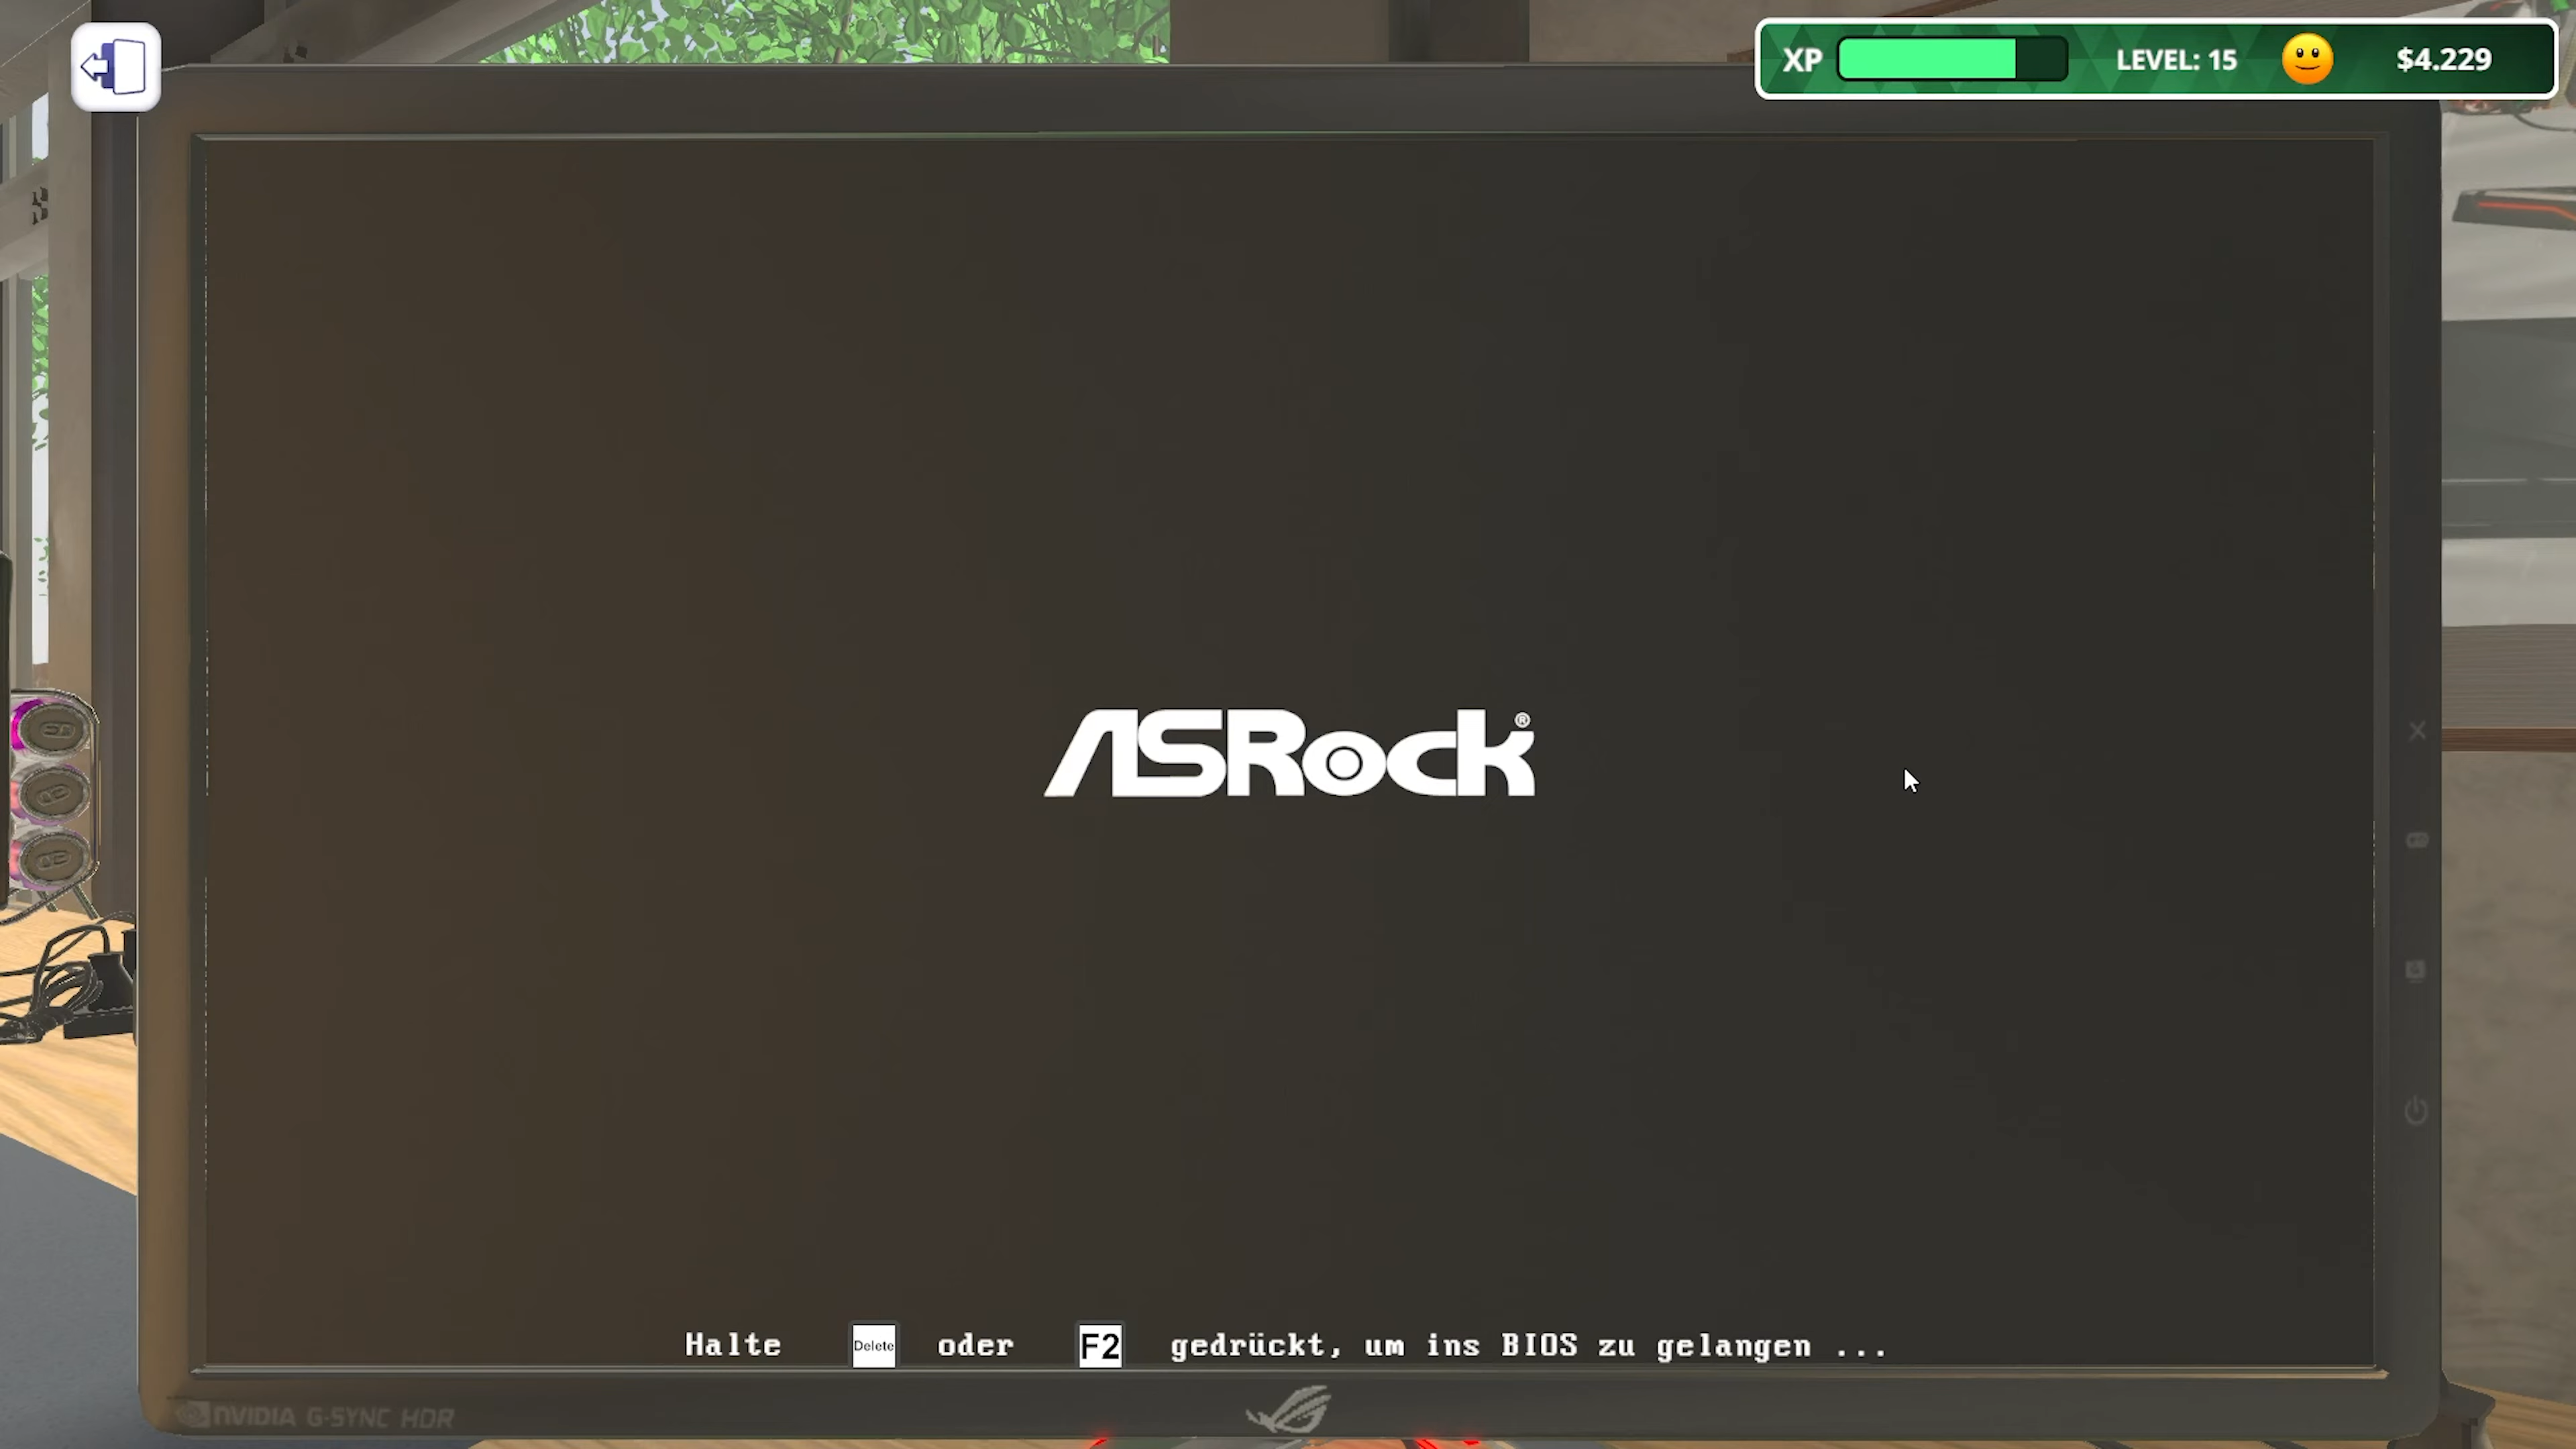 XP LEVEL: 15 $4.229
ASRock®
Halte Delete oder F2 gedrückt, um ins BIOS zu gelangen ...
NVIDIA G-SYNC HDR